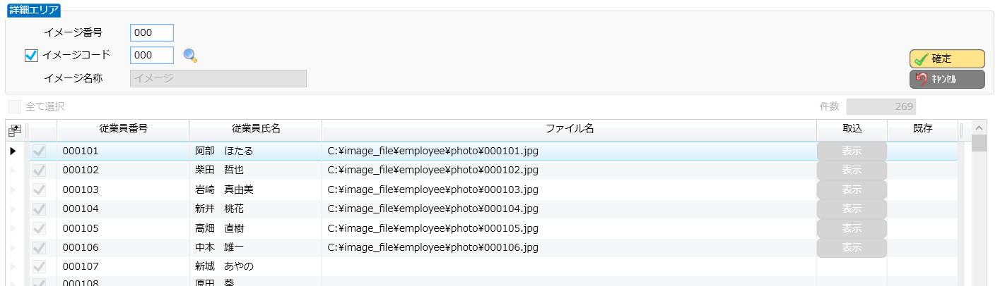 詳細エリア
イメージ番号 000
イメージコード 000
イメージ名称 イメージ
確定
ｷｬﾝｾﾙ
全て選択 件数 269
従業員番号 従業員氏名 ファイル名 取込 既存
000101 阿部　ほたる C:¥image_file¥employee¥photo¥000101.jpg 表示
000102 柴田　哲也 C:¥image_file¥employee¥photo¥000102.jpg 表示
000103 岩崎　真由美 C:¥image_file¥employee¥photo¥000103.jpg 表示
000104 新井　桃花 C:¥image_file¥employee¥photo¥000104.jpg 表示
000105 高畑　直樹 C:¥image_file¥employee¥photo¥000105.jpg 表示
000106 中本　雄一 C:¥image_file¥employee¥photo¥000106.jpg 表示
000107 新城　あやの
000108 原田　葵